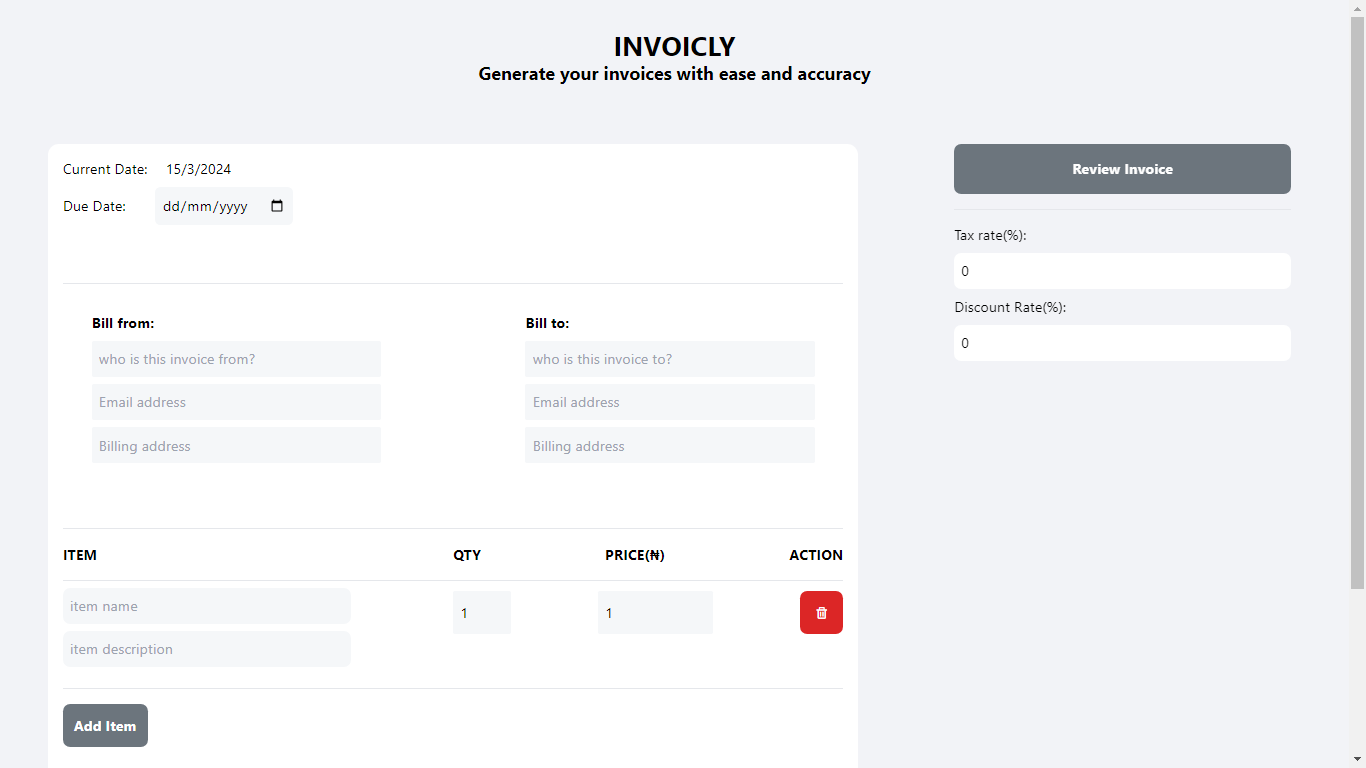 INVOICLY
Generate your invoices with ease and accuracy
Current Date: 15/3/2024
Due Date: dd/mm/yyyy
Review Invoice
Tax rate(%):
0
Discount Rate(%):
0
Bill from:
who is this invoice from?
Email address
Billing address
Bill to:
who is this invoice to?
Email address
Billing address
ITEM QTY PRICE(₦) ACTION
item name 1 1
item description
Add Item